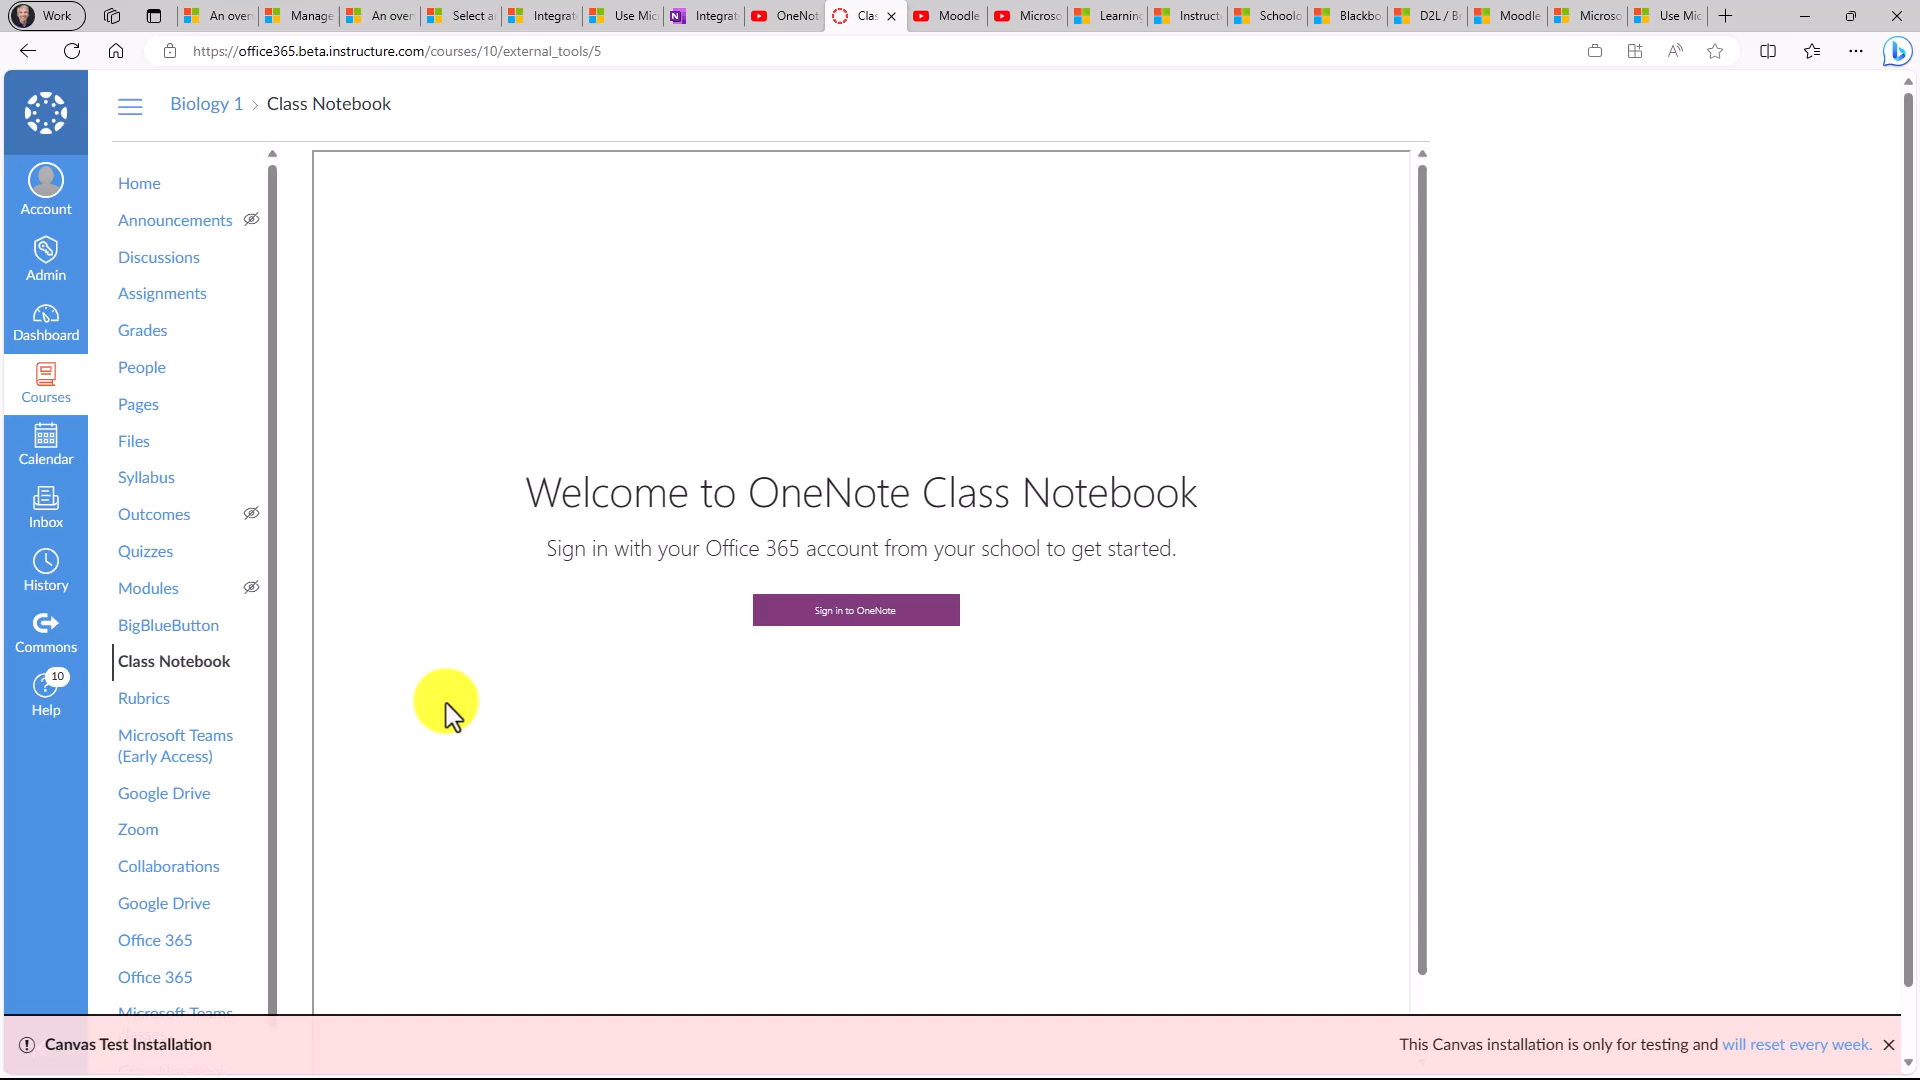 Work
An over
Manage
An over
Select a
Integrat
Use Mic
Integrat
OneNot
Clas
Moodle
Microso
Learning
Instruct
Schoolo
Blackbo
D2L / B
Moodle
Microso
Use Mic
https://office365.beta.instructure.com/courses/10/external_tools/5
Biology 1 › Class Notebook
Account
Admin
Dashboard
Courses
Calendar
Inbox
History
Commons
10
Help
Home
Announcements
Discussions
Assignments
Grades
People
Pages
Files
Syllabus
Outcomes
Quizzes
Modules
BigBlueButton
Class Notebook
Rubrics
Microsoft Teams
(Early Access)
Google Drive
Zoom
Collaborations
Google Drive
Office 365
Office 365
Microsoft Teams
Welcome to OneNote Class Notebook
Sign in with your Office 365 account from your school to get started.
Sign in to OneNote
Canvas Test Installation
This Canvas installation is only for testing and will reset every week.